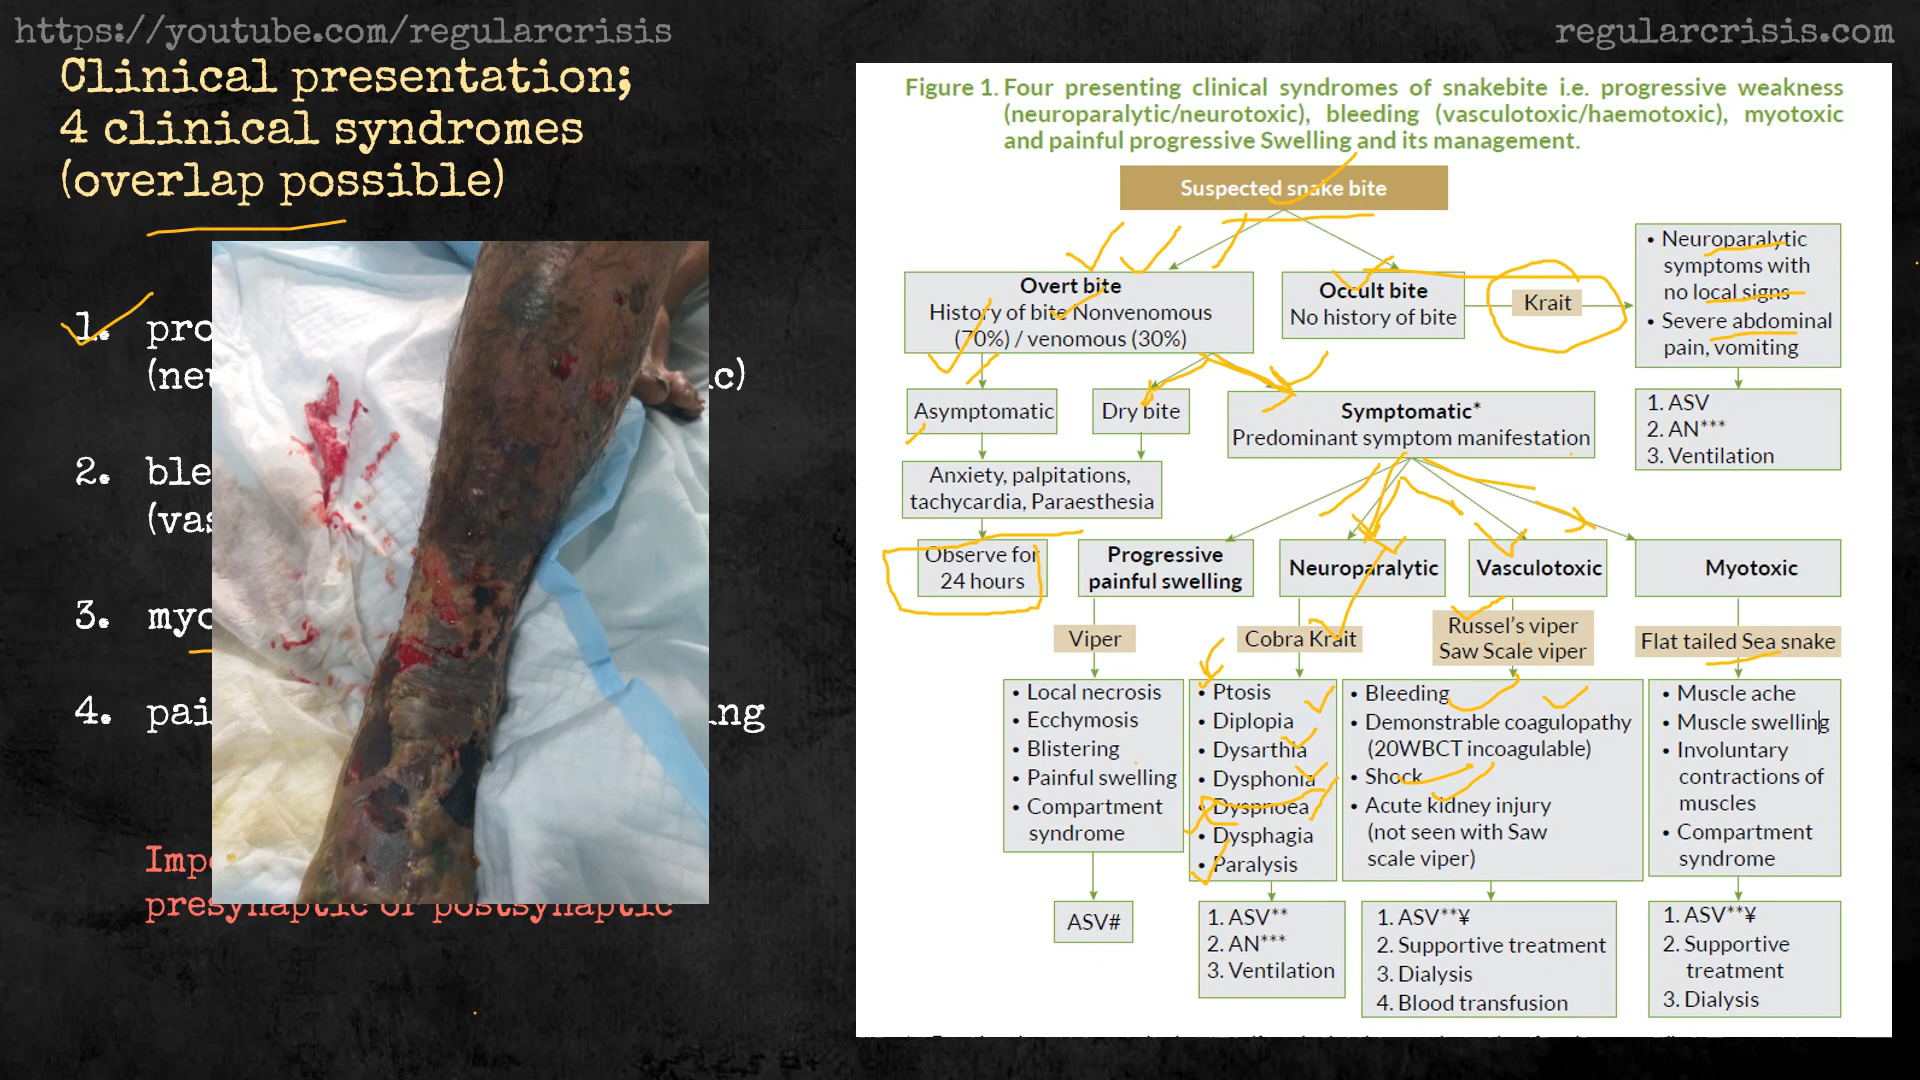 https://youtube.com/regularcrisis
regularcrisis.com
Clinical presentation;
4 clinical syndromes
(overlap possible)
1.
2.
3.
4.
presynaptic or postsynaptic
Figure 1. Four presenting clinical syndromes of snakebite i.e. progressive weakness
(neuroparalytic/neurotoxic), bleeding (vasculotoxic/haemotoxic), myotoxic
and painful progressive Swelling and its management.
Suspected snake bite
Overt bite
History of bite Nonvenomous
(70%) / venomous (30%)
Occult bite
No history of bite
Krait
• Neuroparalytic
symptoms with
no local signs
• Severe abdominal
pain, vomiting
Asymptomatic
Dry bite
Symptomatic*
Predominant symptom manifestation
1. ASV
2. AN***
3. Ventilation
Anxiety, palpitations,
tachycardia, Paraesthesia
Observe for
24 hours
Progressive
painful swelling
Neuroparalytic
Vasculotoxic
Myotoxic
Viper
Cobra Krait
Russel's viper
Saw Scale viper
Flat tailed Sea snake
• Local necrosis
• Ecchymosis
• Blistering
• Painful swelling
• Compartment
syndrome
• Ptosis
• Diplopia
• Dysarthia
• Dysphonia
• Dyspnoea
• Dysphagia
• Paralysis
• Bleeding
• Demonstrable coagulopathy
(20WBCT incoagulable)
• Shock
• Acute kidney injury
(not seen with Saw
scale viper)
• Muscle ache
• Muscle swelling
• Involuntary
contractions of
muscles
• Compartment
syndrome
ASV#
1. ASV**
2. AN***
3. Ventilation
1. ASV**¥
2. Supportive treatment
3. Dialysis
4. Blood transfusion
1. ASV**¥
2. Supportive
treatment
3. Dialysis